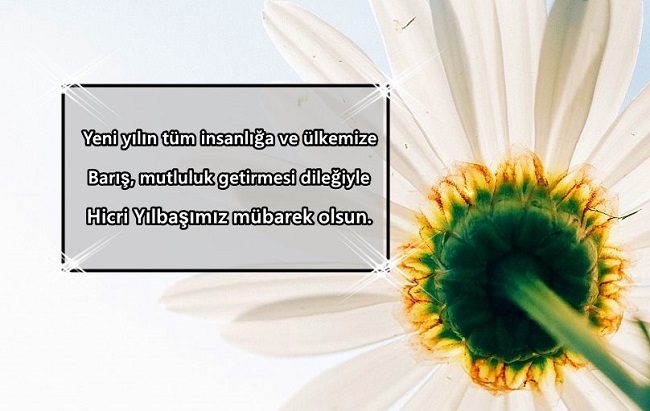 Yeni yılın tüm insanlığa ve ülkemize
Barış, mutluluk getirmesi dileğiyle
Hicri Yılbaşımız mübarek olsun.